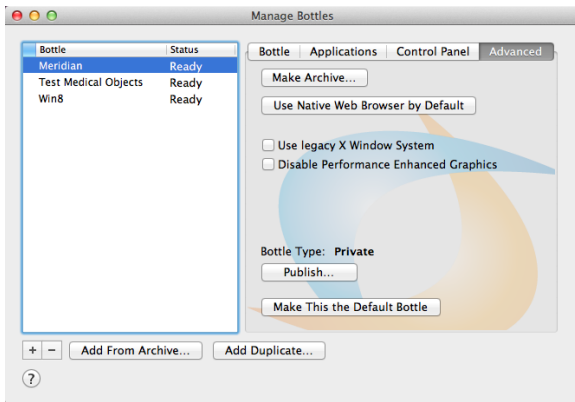 Manage Bottles
Bottle Status
Meridian Ready
Test Medical Objects Ready
Win8 Ready
Bottle Applications Control Panel Advanced
Make Archive...
Use Native Web Browser by Default
Use legacy X Window System
Disable Performance Enhanced Graphics
Bottle Type: Private
Publish...
Make This the Default Bottle
+ - Add From Archive... Add Duplicate...
?